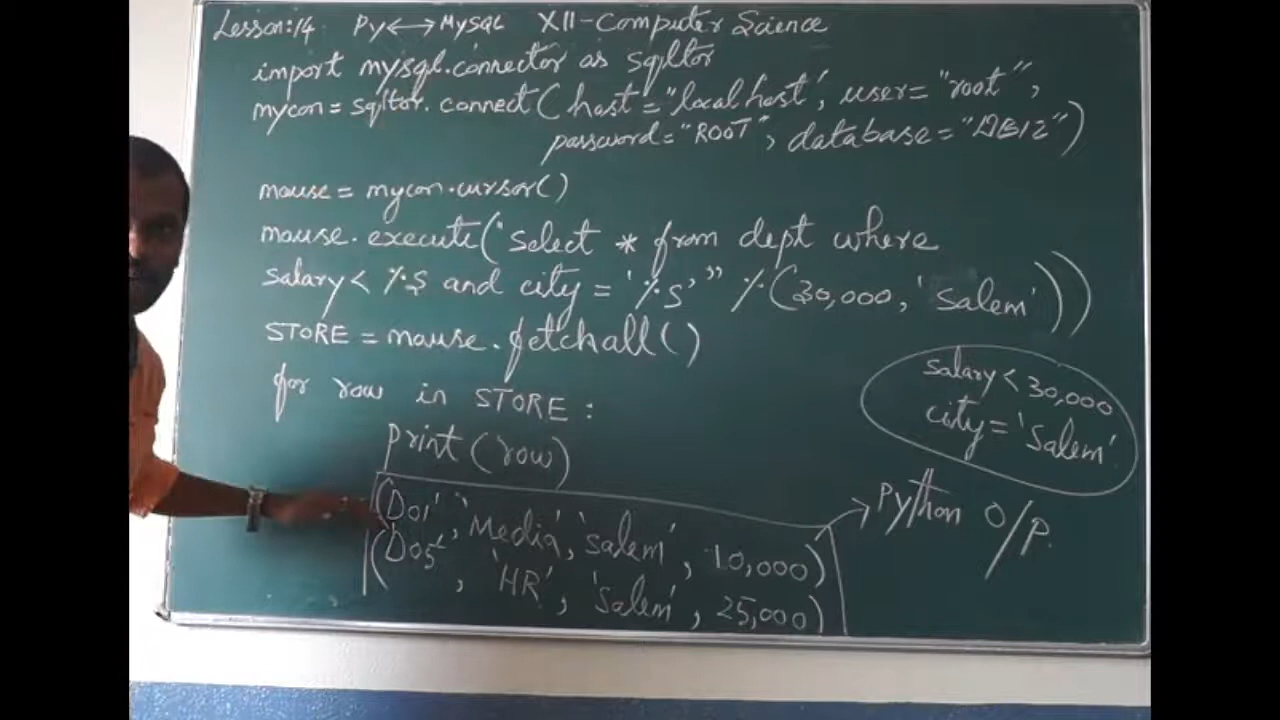 Lesson:14 Py↔MySQL XII-Computer Science
import mysql.connector as sqltor
mycon = sqltor.connect(host="localhost', user="root",
password="ROOT", database="DB12")
mouse = mycon.cursor()
mouse.execute("Select * from dept where
salary < %s and city = '%s'" %(30,000, 'Salem'))
STORE = mouse.fetchall()
for row in STORE :
print(row)
salary < 30,000
city = 'Salem'
('D01', 'Media', 'Salem', 10,000)
('D05', 'HR', 'Salem', 25,000)
Python O/P.